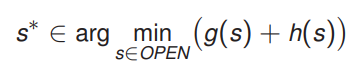 s* ∈ arg min (g(s) + h(s))
s∈OPEN